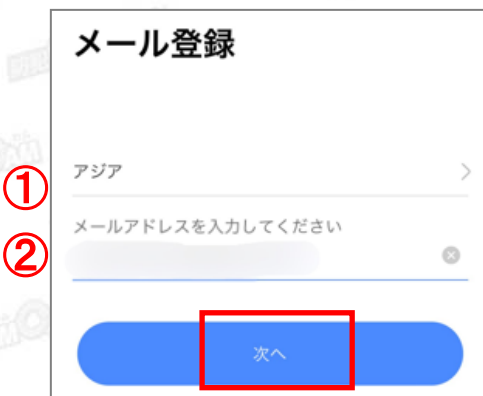 メール登録
① アジア
メールアドレスを入力してください
②
次へ